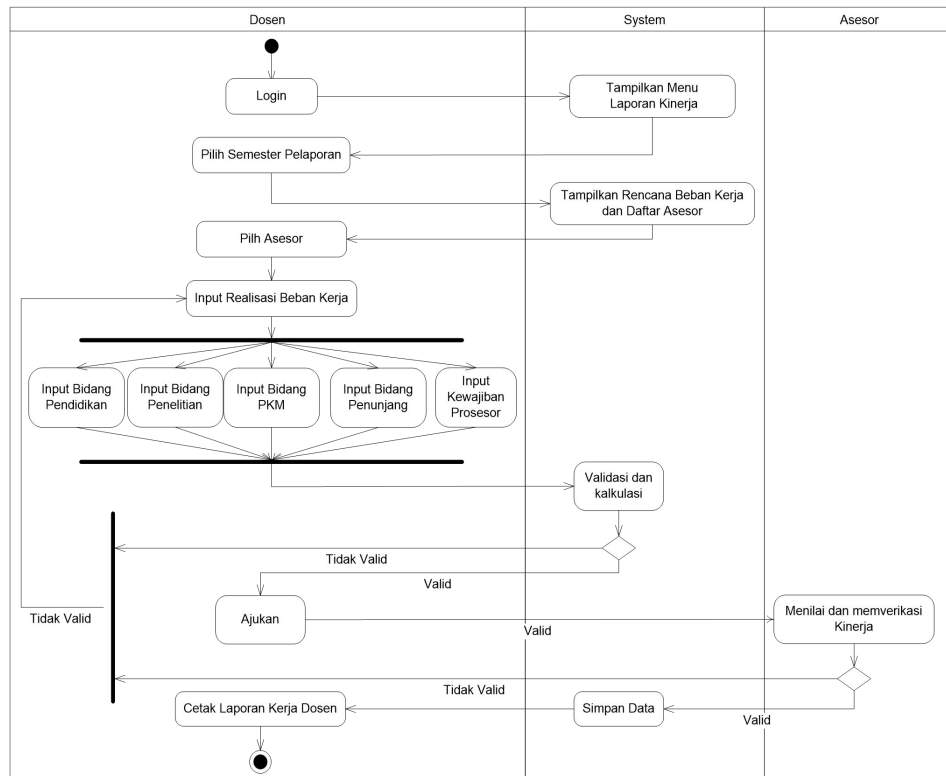 Dosen
System
Asesor
Login
Tampilkan Menu
Laporan Kinerja
Pilih Semester Pelaporan
Tampilkan Rencana Beban Kerja
dan Daftar Asesor
Pilh Asesor
Input Realisasi Beban Kerja
Input Bidang
Pendidikan
Input Bidang
Penelitian
Input Bidang
PKM
Input Bidang
Penunjang
Input
Kewajiban
Prosesor
Validasi dan
kalkulasi
Tidak Valid
Valid
Tidak Valid
Ajukan
Valid
Menilai dan memverikasi
Kinerja
Tidak Valid
Cetak Laporan Kerja Dosen
Simpan Data
Valid